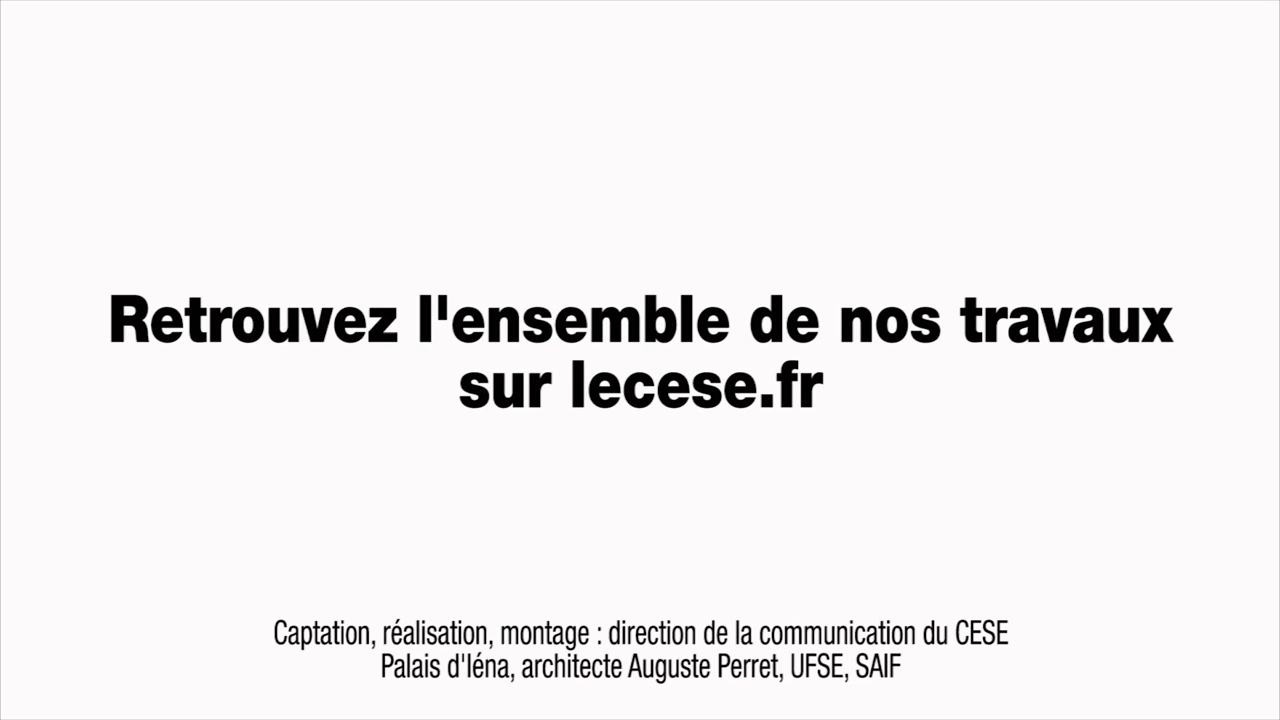 Retrouvez l'ensemble de nos travaux
sur lecese.fr
Captation, réalisation, montage : direction de la communication du CESE
Palais d'Iéna, architecte Auguste Perret, UFSE, SAIF